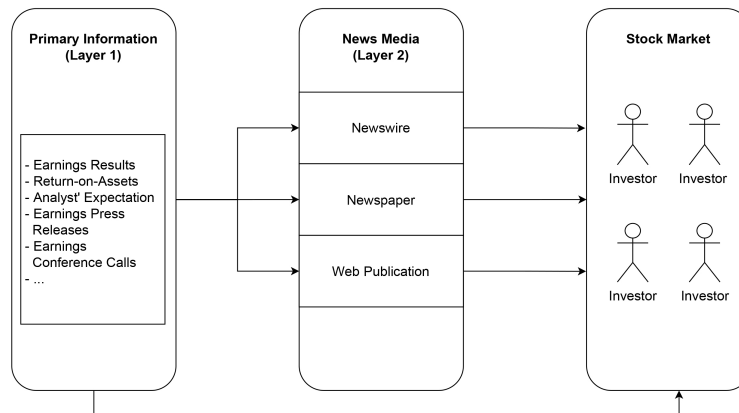 Primary Information
(Layer 1)
- Earnings Results
- Return-on-Assets
- Analyst' Expectation
- Earnings Press
Releases
- Earnings
Conference Calls
- ...
News Media
(Layer 2)
Newswire
Newspaper
Web Publication
Stock Market
Investor
Investor
Investor
Investor